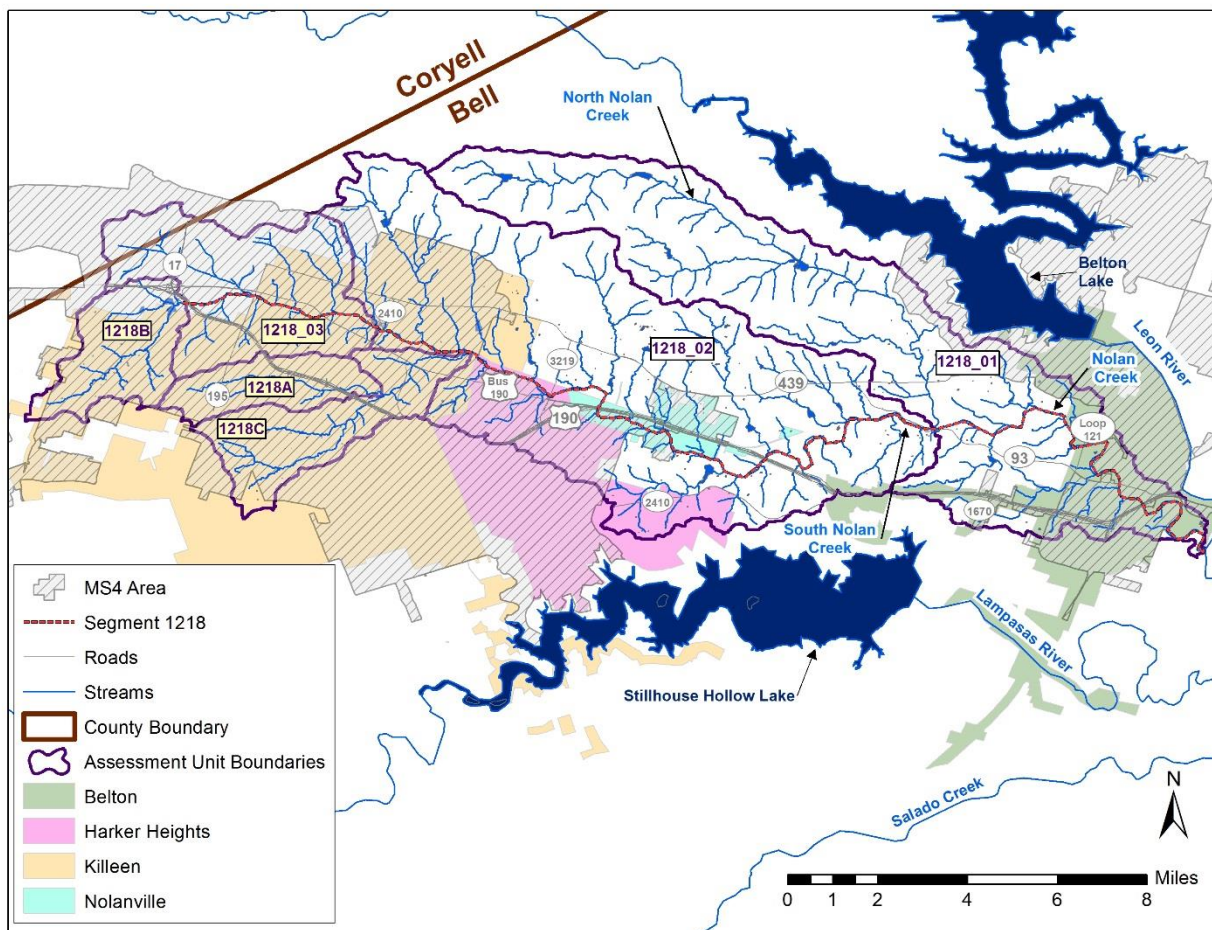 Coryell
Bell
North Nolan
Creek
Belton
Lake
Leon River
Nolan
Creek
17
1218B
1218_03
2410
1218_02
1218_01
3219
Bus
190
439
1218A
195
1218C
190
Loop
121
93
2410
1670
South Nolan
Creek
Lampasas
River
Stillhouse Hollow Lake
Salado Creek
MS4 Area
Segment 1218
Roads
Streams
County Boundary
Assessment Unit Boundaries
Belton
Harker Heights
Killeen
Nolanville
N
Miles
0 1 2 4 6 8